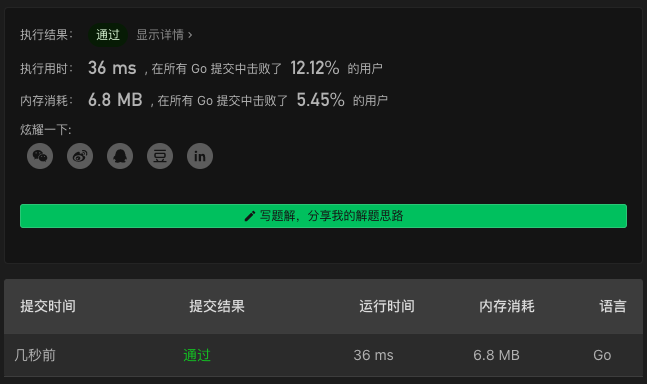 执行结果： 通过 显示详情 ›
执行用时： 36 ms , 在所有 Go 提交中击败了 12.12% 的用户
内存消耗： 6.8 MB , 在所有 Go 提交中击败了 5.45% 的用户
炫耀一下:
豆 in
写题解，分享我的解题思路
提交时间 提交结果 运行时间 内存消耗 语言
几秒前 通过 36 ms 6.8 MB Go